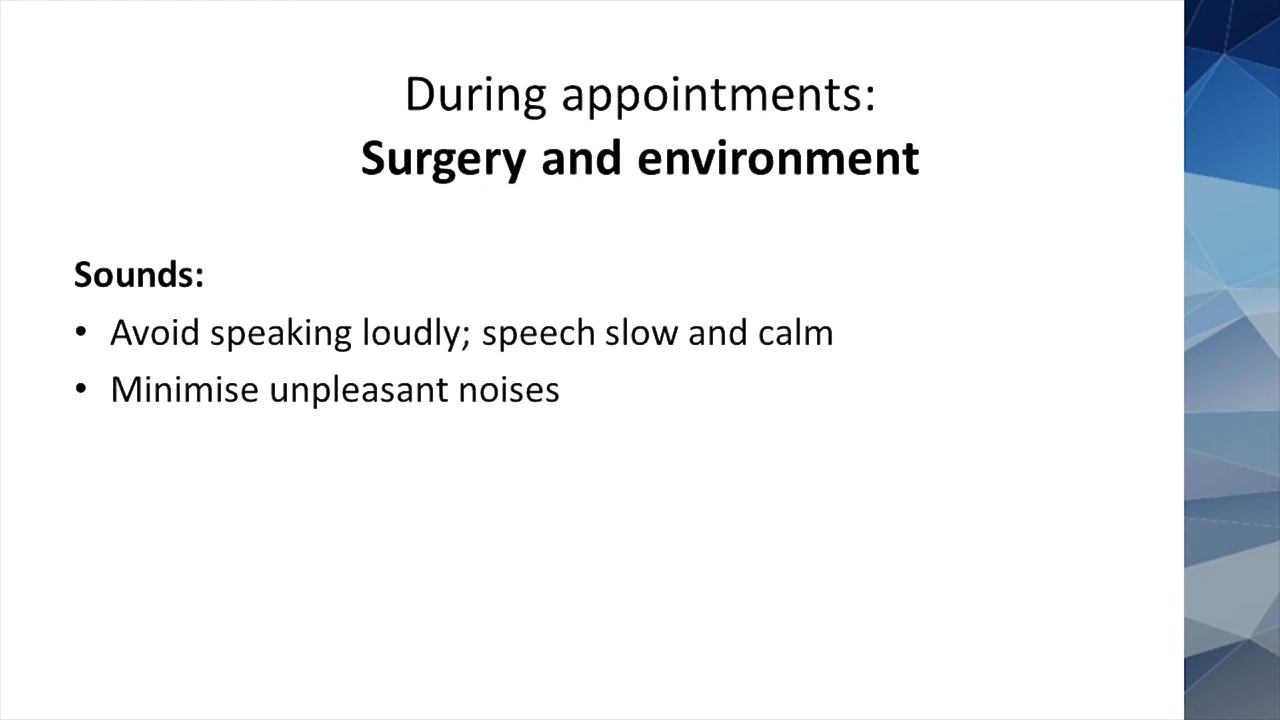 During appointments:
Surgery and environment
Sounds:
• Avoid speaking loudly; speech slow and calm
• Minimise unpleasant noises